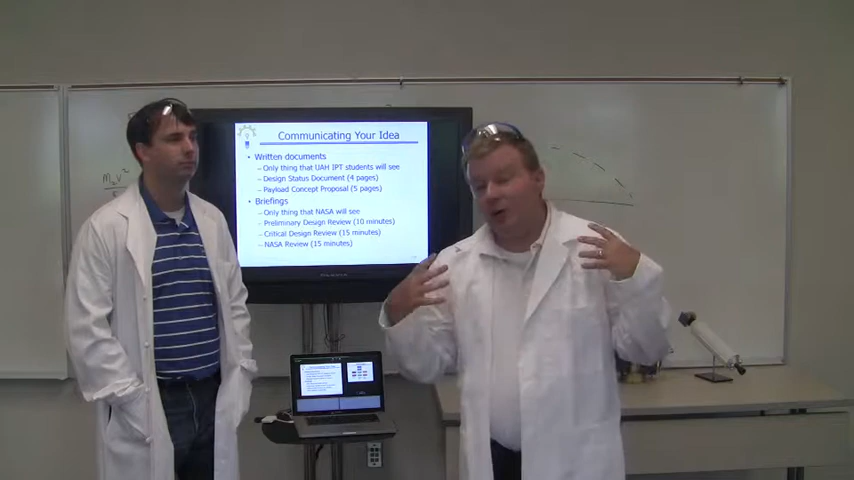 Communicating Your Idea
• Written documents
– Only thing that UAH IPT students will see
– Design Status Document (4 pages)
– Payload Concept Proposal (5 pages)
• Briefings
– Only thing that NASA will see
– Preliminary Design Review (10 minutes)
– Critical Design Review (15 minutes)
– NASA Review (15 minutes)